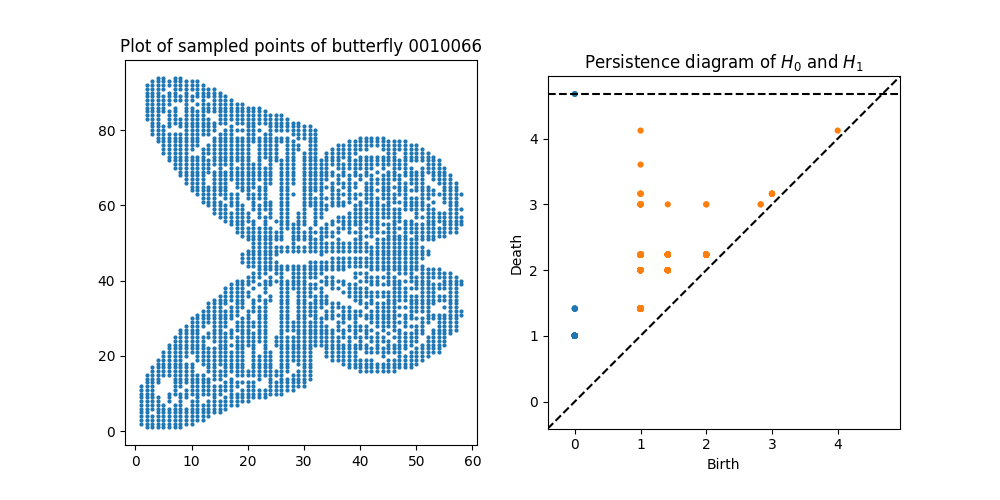 Plot of sampled points of butterfly 0010066
80
60
40
20
0
0 10 20 30 40 50 60
Persistence diagram of H₀ and H₁
Death
4
3
2
1
0
0 1 2 3 4
Birth